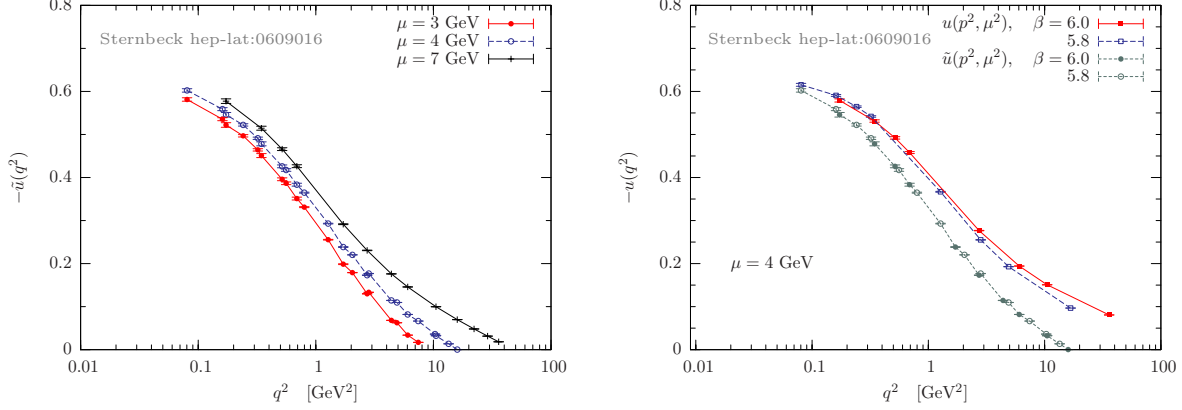 0.8
0.6
0.4
0.2
0
0.01
0.1
1
10
100
−ũ(q²)
q² [GeV²]
Sternbeck hep-lat:0609016
μ = 3 GeV
μ = 4 GeV
μ = 7 GeV
0.8
0.6
0.4
0.2
0
0.01
0.1
1
10
100
−u(q²)
q² [GeV²]
Sternbeck hep-lat:0609016
u(p², μ²), β = 6.0
5.8
ũ(p², μ²), β = 6.0
5.8
μ = 4 GeV